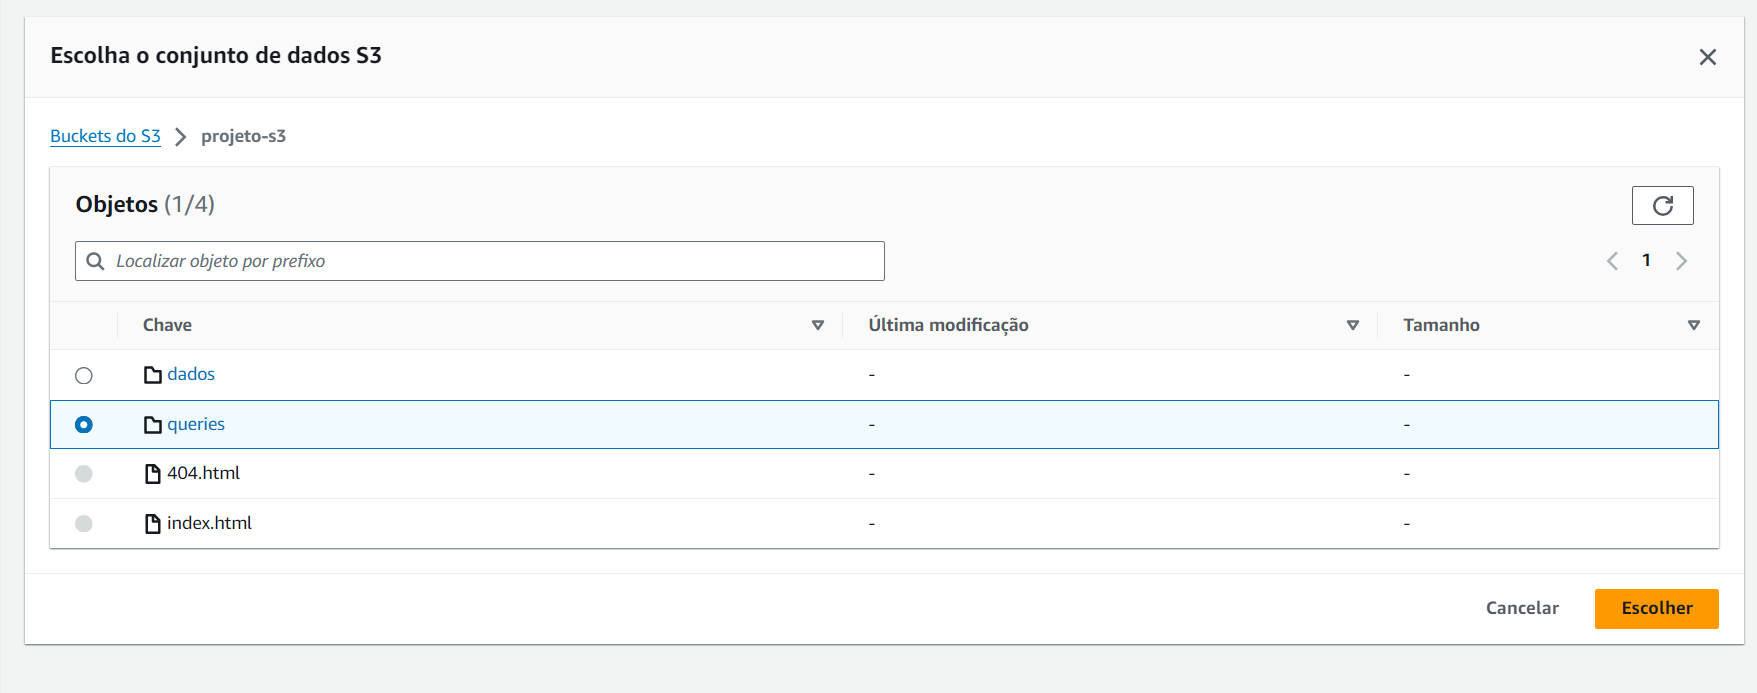 Escolha o conjunto de dados S3
Buckets do S3 projeto-s3
Objetos (1/4)
Localizar objeto por prefixo
1
Chave Última modificação Tamanho
dados - -
queries - -
404.html - -
index.html - -
Cancelar Escolher